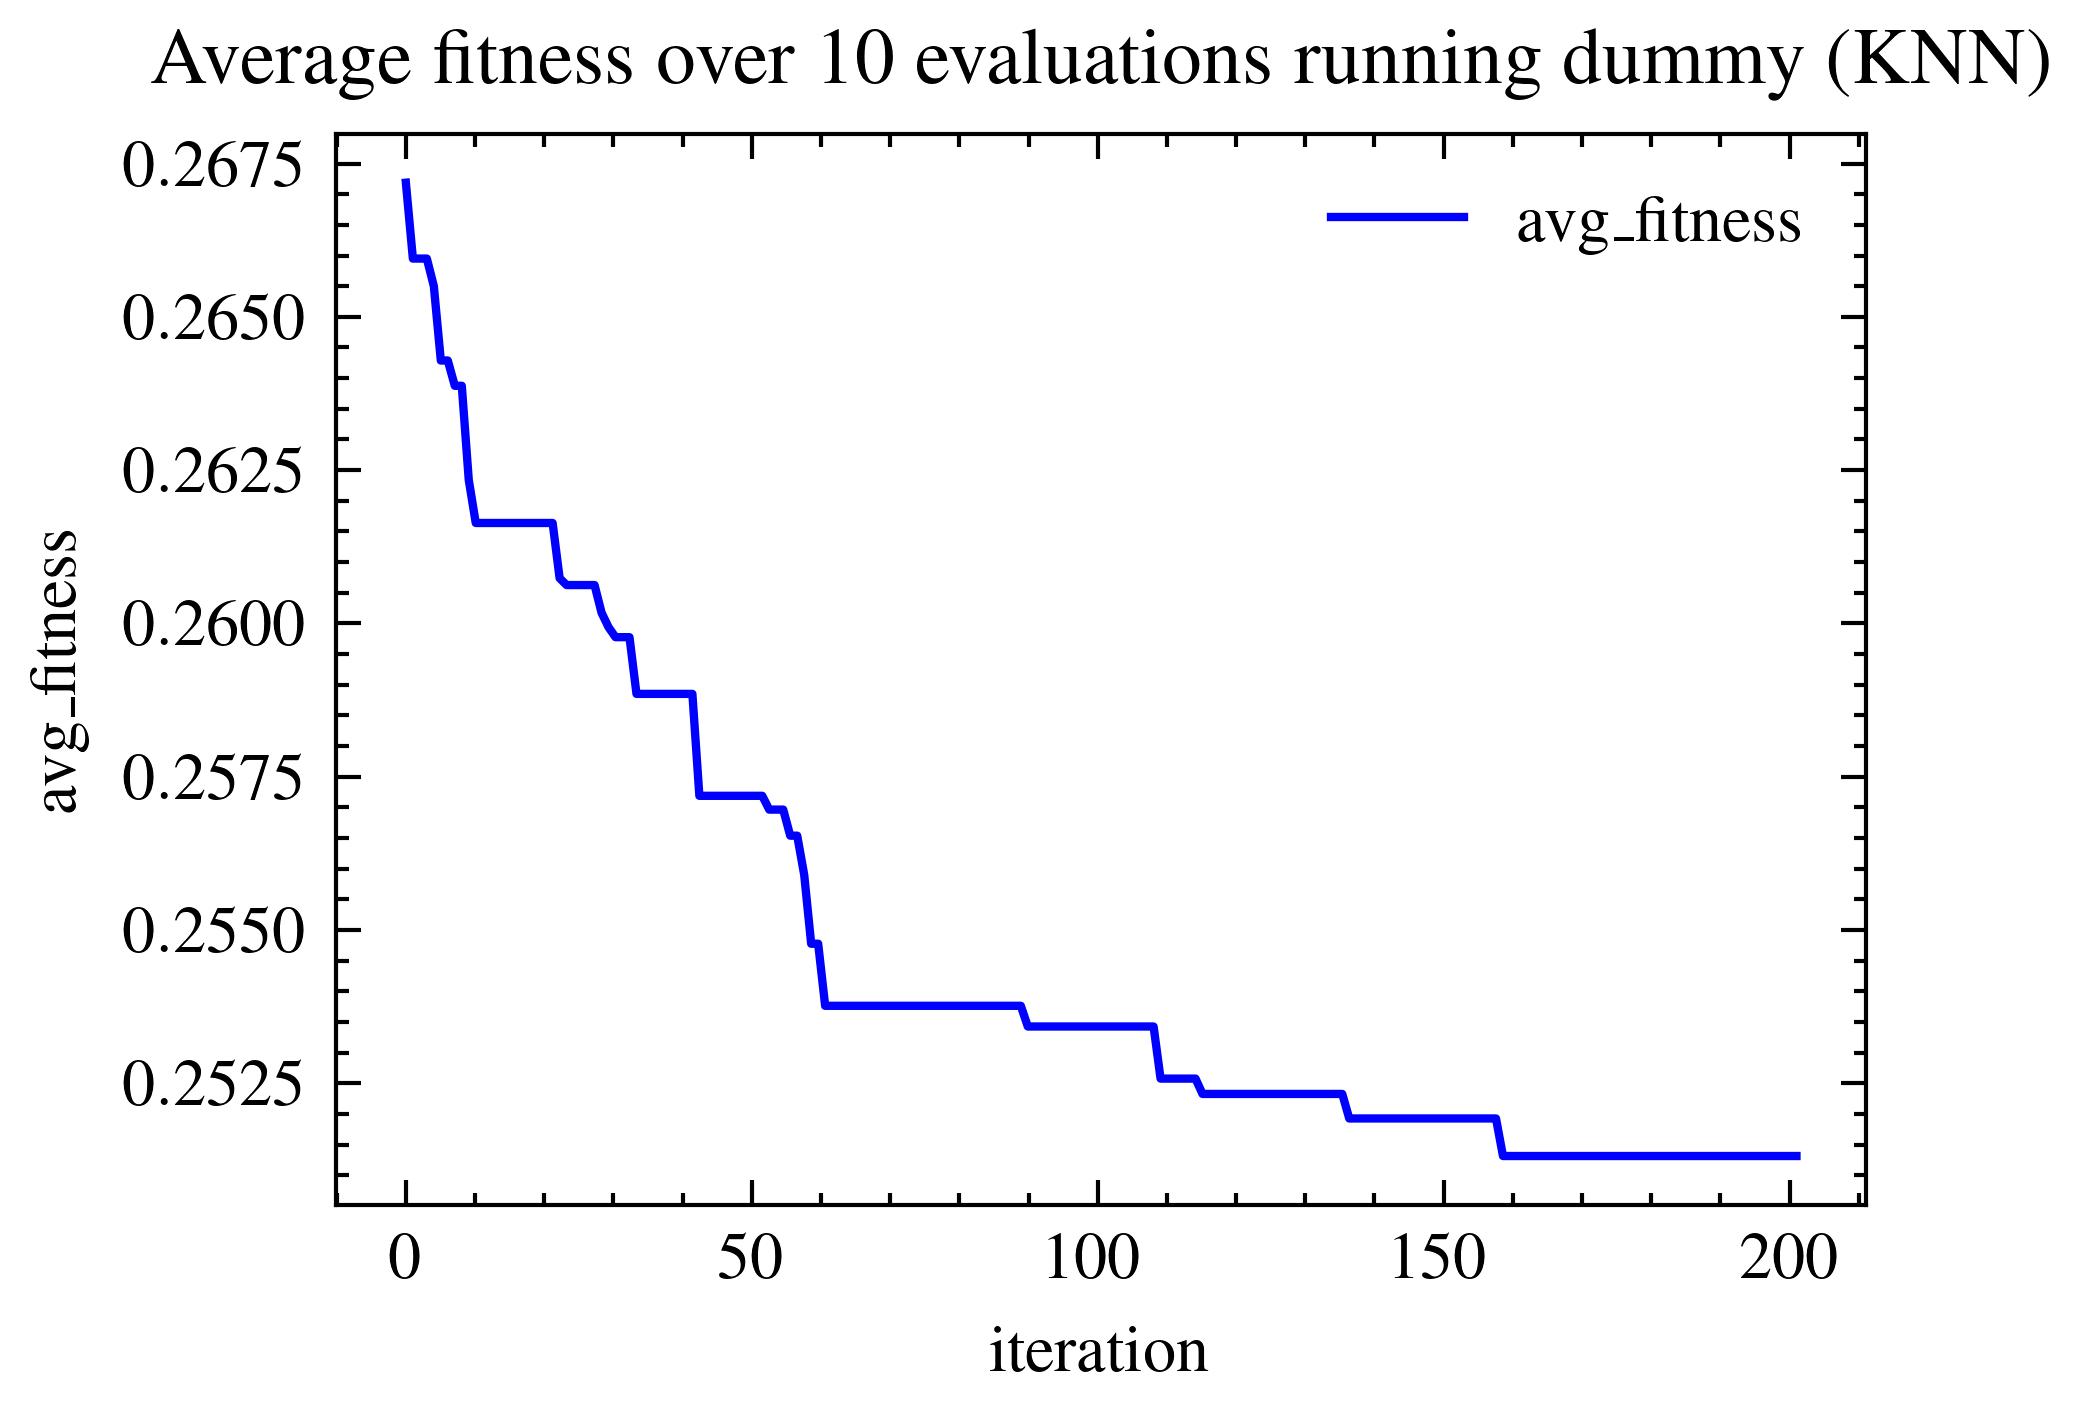 Average fitness over 10 evaluations running dummy (KNN)
avg_fitness
0.2675
0.2650
0.2625
0.2600
0.2575
0.2550
0.2525
avg_fitness
0 50 100 150 200
iteration